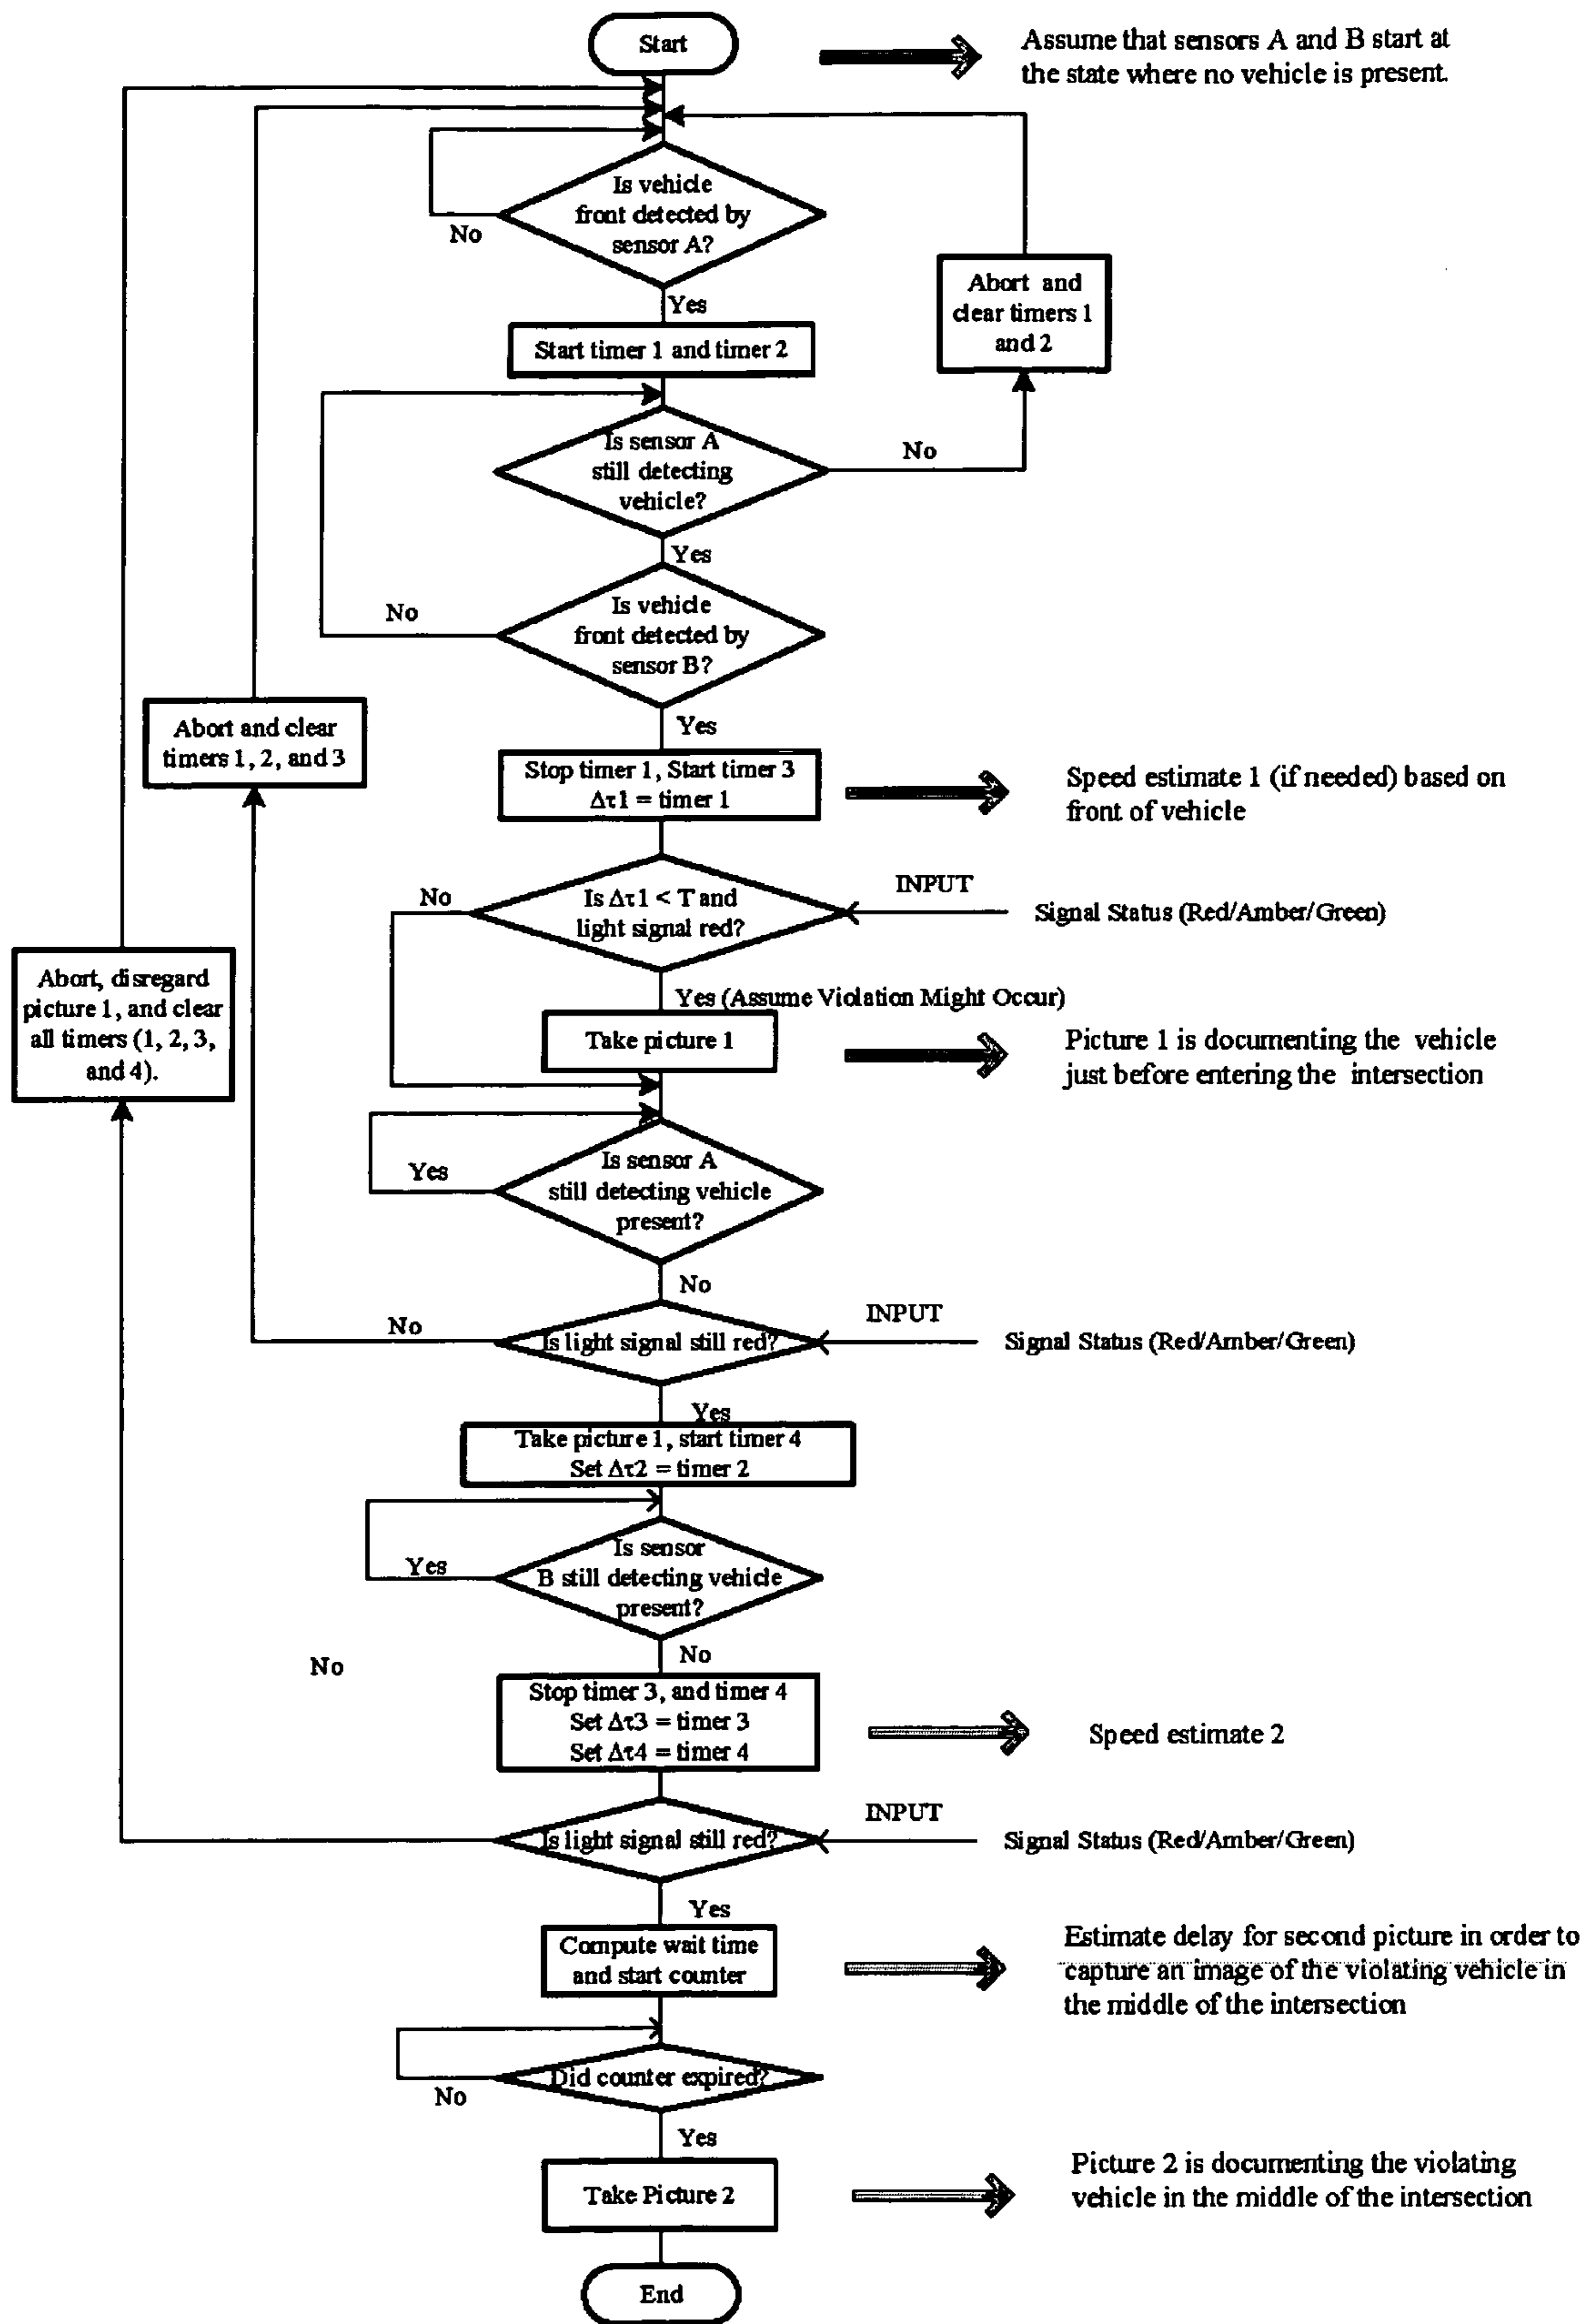 Start
Assume that sensors A and B start at
the state where no vehicle is present.
Is vehicle
front detected by
sensor A?
No
Abort and
clear timers 1
and 2
Yes
Start timer 1 and timer 2
Is sensor A
still detecting
vehicle?
No
Yes
Is vehicle
front detected by
sensor B?
No
Abort and clear
timers 1, 2, and 3
Yes
Stop timer 1, Start timer 3
Δτ1 = timer 1
Speed estimate 1 (if needed) based on
front of vehicle
Is Δτ1 < T and
light signal red?
No
INPUT
Signal Status (Red/Amber/Green)
Abort, disregard
picture 1, and clear
all timers (1, 2, 3,
and 4).
Yes (Assume Violation Might Occur)
Take picture 1
Picture 1 is documenting the vehicle
just before entering the intersection
Is sensor A
still detecting vehicle
present?
Yes
No
Is light signal still red?
No
INPUT
Signal Status (Red/Amber/Green)
Yes
Take picture 1, start timer 4
Set Δτ2 = timer 2
Is sensor
B still detecting vehicle
present?
Yes
No
No
Stop timer 3, and timer 4
Set Δτ3 = timer 3
Set Δτ4 = timer 4
Speed estimate 2
Is light signal still red?
INPUT
Signal Status (Red/Amber/Green)
Yes
Compute wait time
and start counter
Estimate delay for second picture in order to
capture an image of the violating vehicle in
the middle of the intersection
Did counter expired?
No
Yes
Take Picture 2
Picture 2 is documenting the violating
vehicle in the middle of the intersection
End